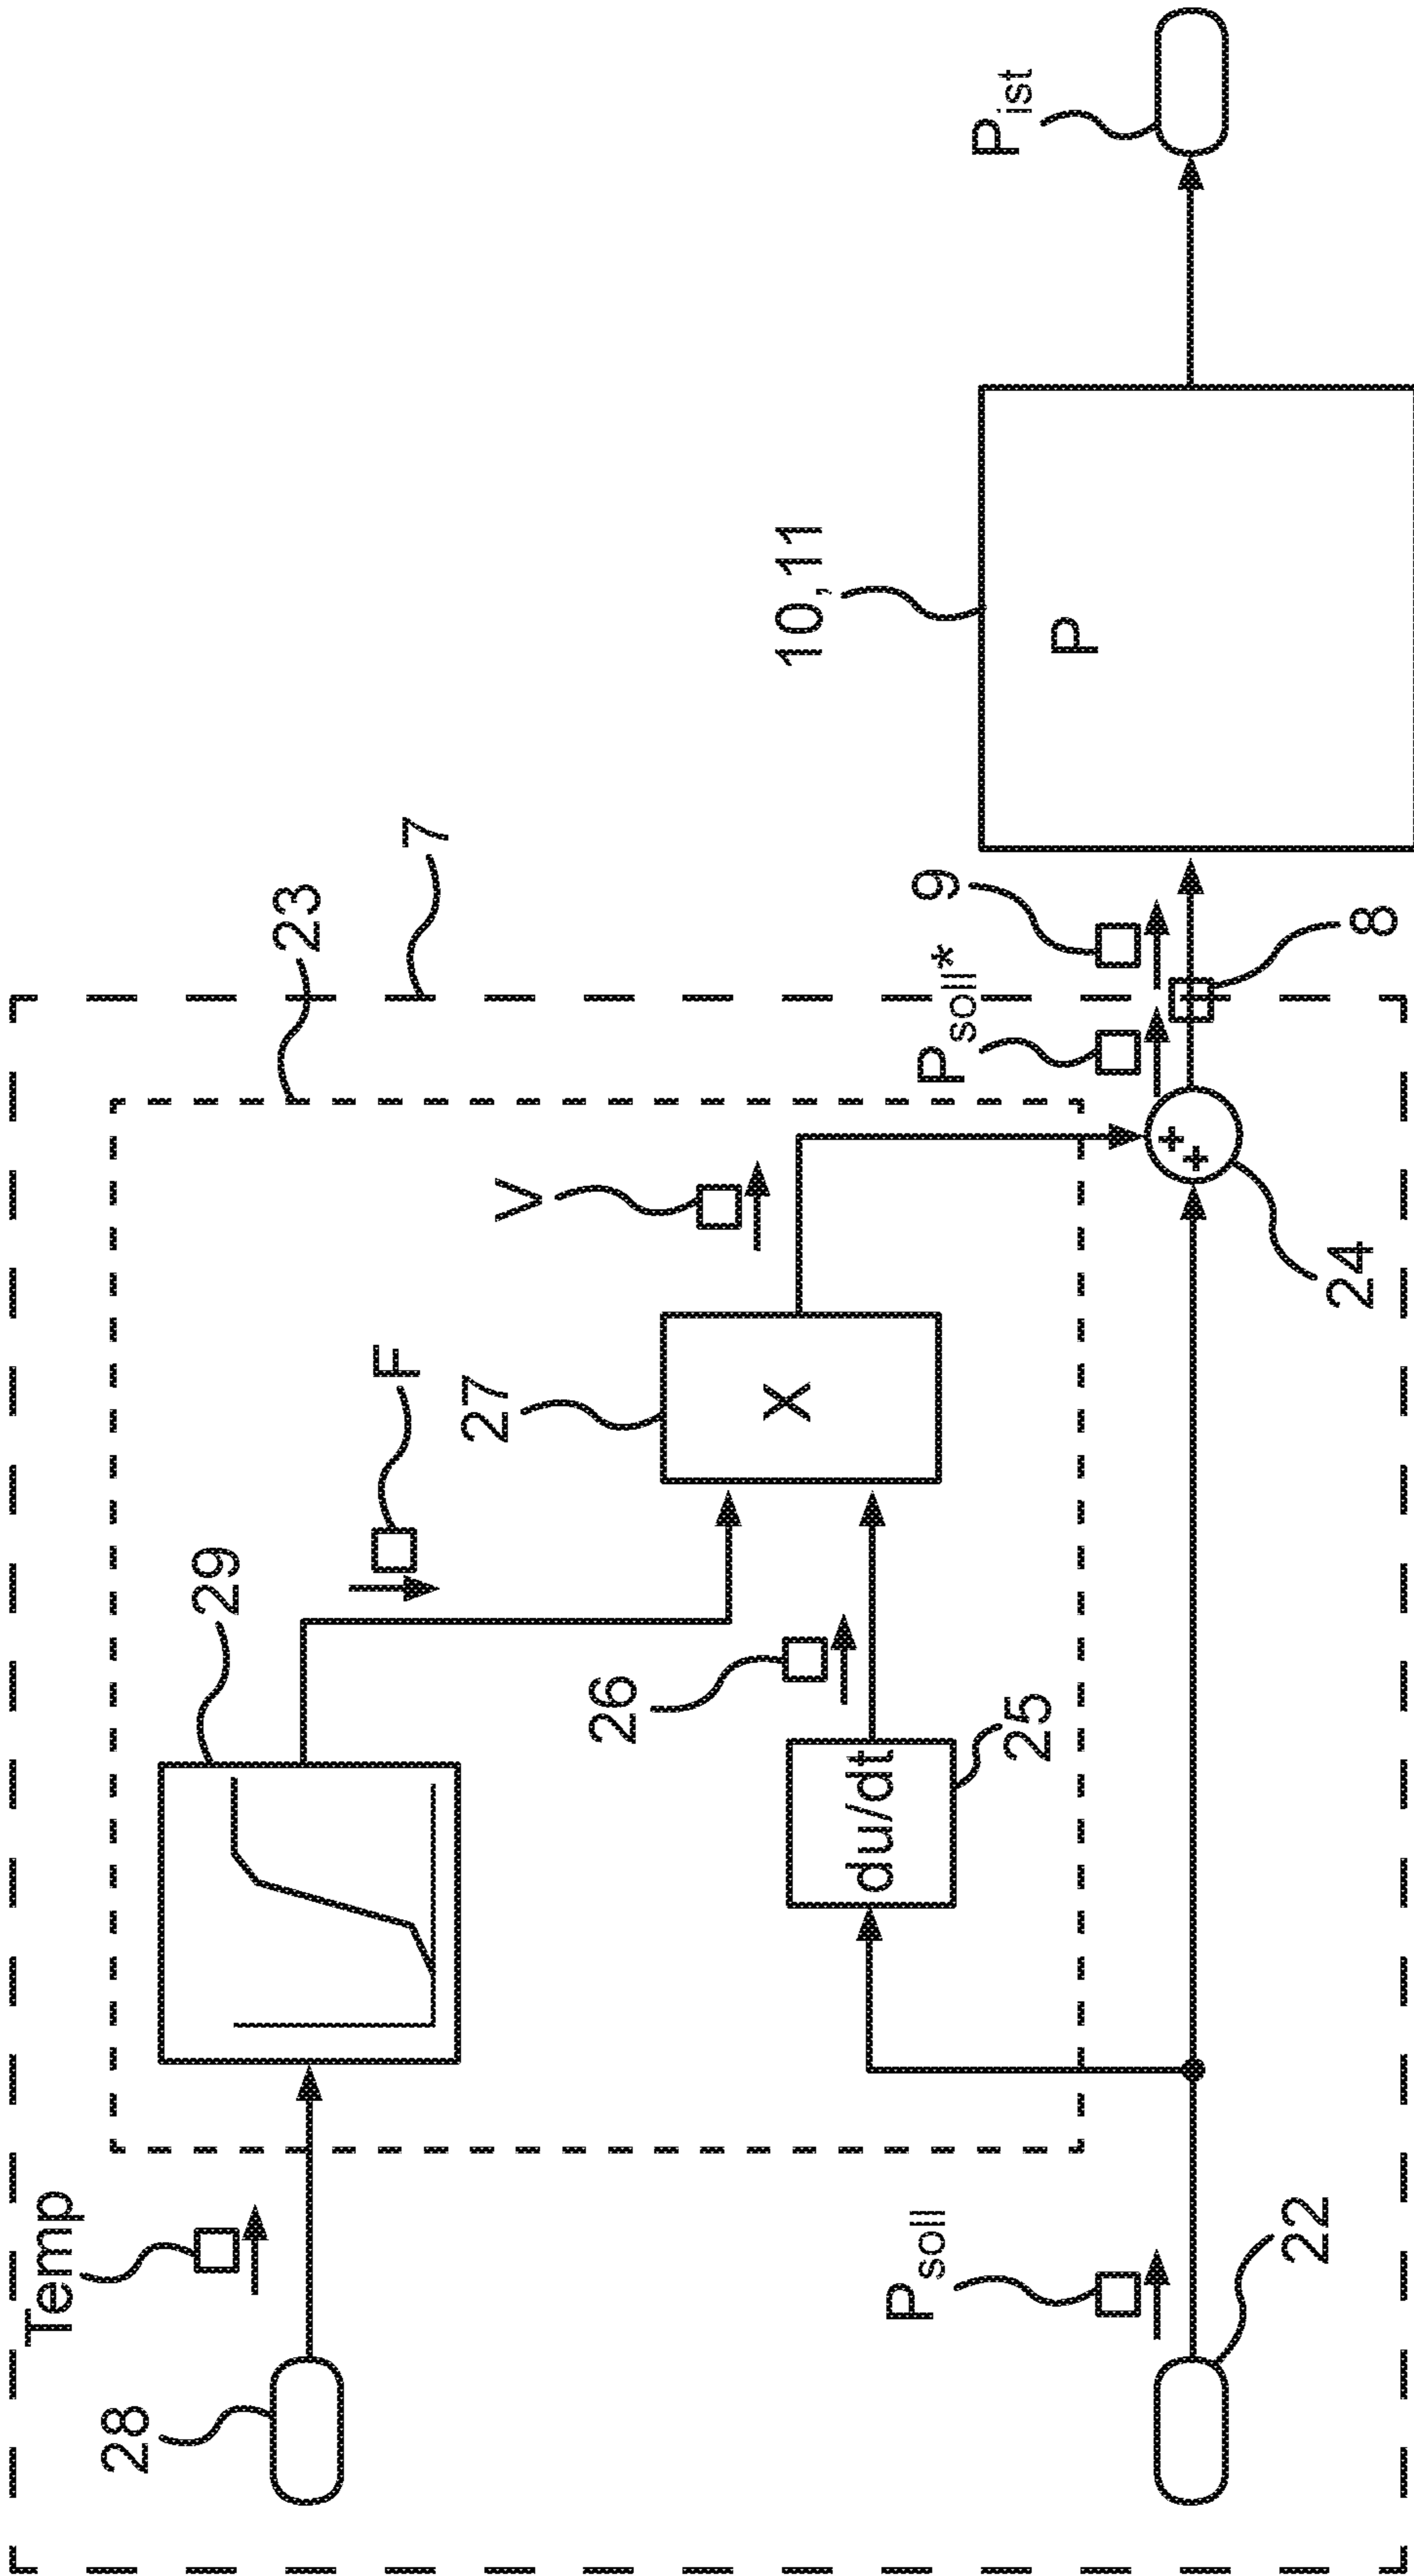 Temp
28
29
F
23
7
27
X
V
26
du/dt
25
P_soll
22
P_soll*
9
8
24
+
+
10, 11
P
P_ist